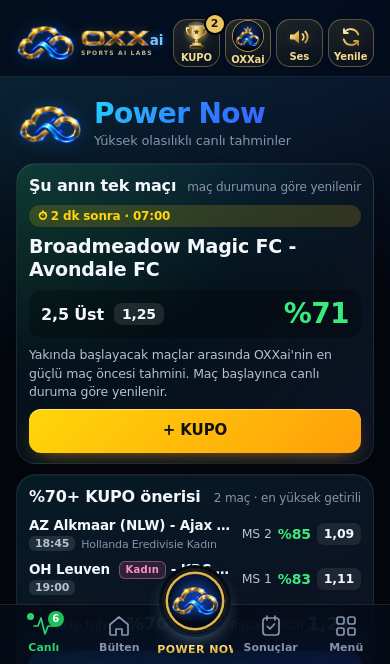 OXX ai
SPORTS AI LABS
2
KUPO
OXXai
Ses
Yenile
Power Now
Yüksek olasılıklı canlı tahminler
Şu anın tek maçı
maç durumuna göre yenilenir
2 dk sonra · 07:00
Broadmeadow Magic FC -
Avondale FC
2,5 Üst 1,25 %71
Yakında başlayacak maçlar arasında OXXai'nin en
güçlü maç öncesi tahmini. Maç başlayınca canlı
duruma göre yenilenir.
+ KUPO
%70+ KUPO önerisi
2 maç · en yüksek getirili
AZ Alkmaar (NLW) - Ajax ...
MS 2 %85 1,09
18:45 Hollanda Eredivisie Kadın
OH Leuven Kadın - KRC
MS 1 %83 1,11
19:00
6
Canlı
Bülten
POWER NOW
Sonuçlar
Menü